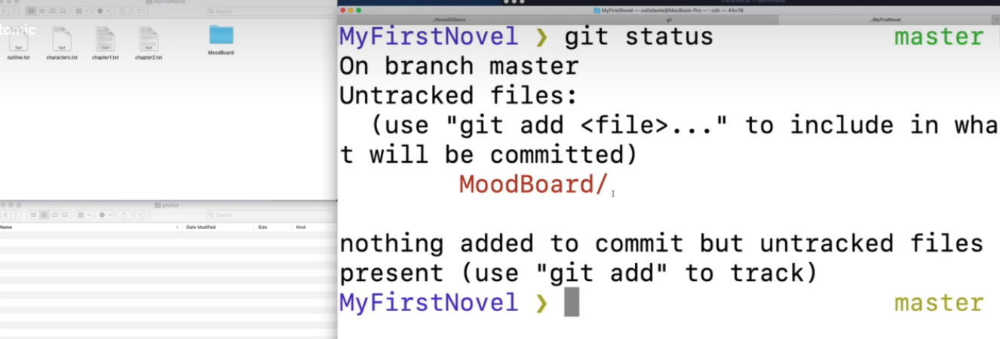 MyFirstNovel
Search
tomic
TXT
TXT
TXT
TXT
outline.txt
characters.txt
chapter1.txt
chapter2.txt
MoodBoard
photos
Search
Name
Date Modified
Size
Kind
MyFirstNovel — coltsteele@MacBook-Pro — -zsh — 44×18
../NovelGitDemo
git
../MyFirstNovel
MyFirstNovel ❯ git status master
On branch master
Untracked files:
(use "git add <file>..." to include in wha
t will be committed)
MoodBoard/
nothing added to commit but untracked files
present (use "git add" to track)
MyFirstNovel ❯ master